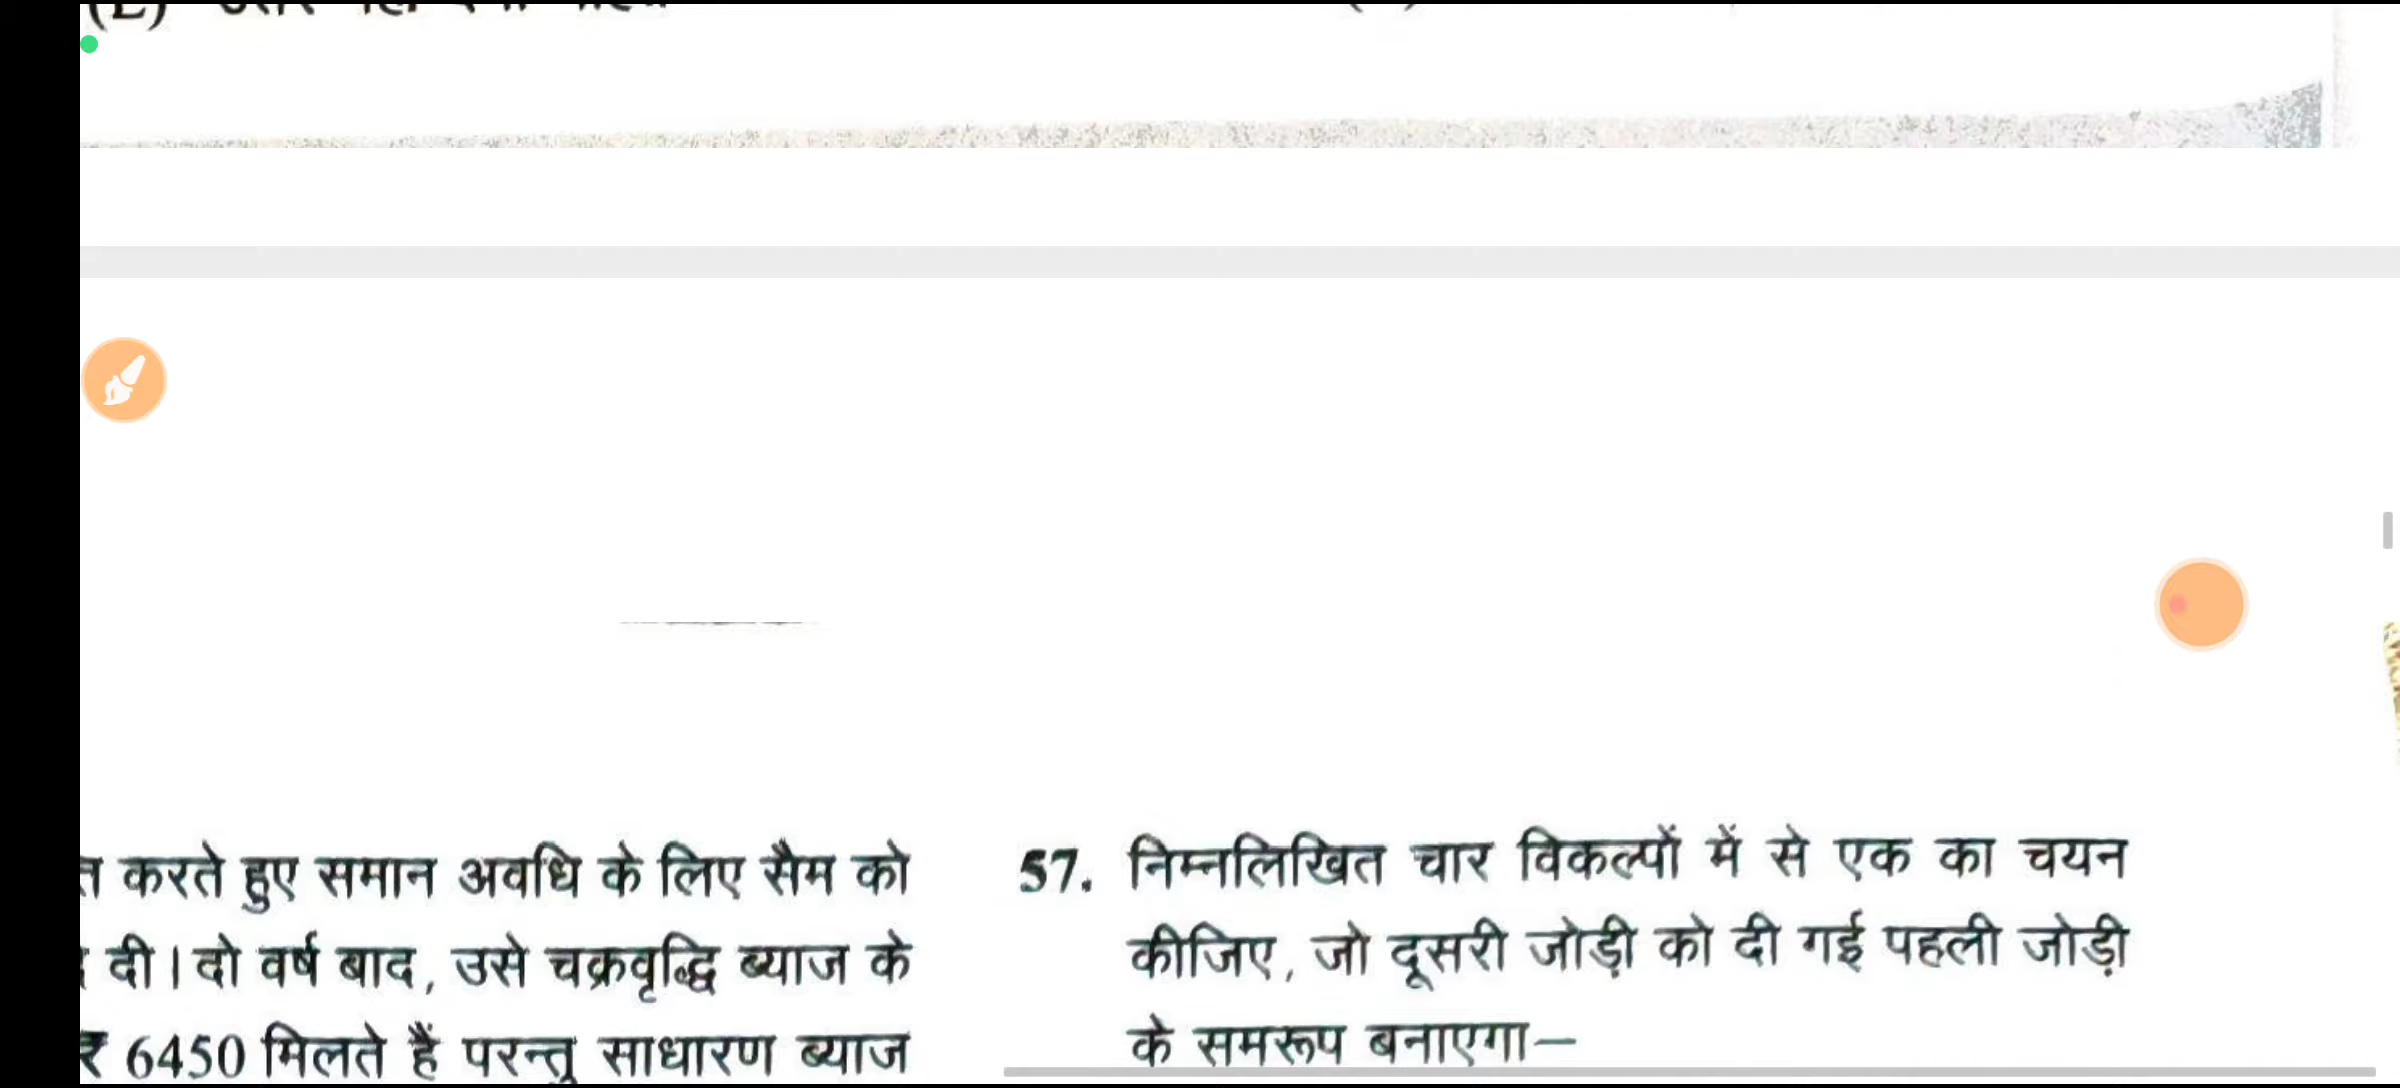 करते हुए समान अवधि के लिए सैम को
दी। दो वर्ष बाद, उसे चक्रवृद्धि ब्याज के
₹ 6450 मिलते हैं परन्तु साधारण ब्याज
57. निम्नलिखित चार विकल्पों में से एक का चयन
कीजिए, जो दूसरी जोड़ी को दी गई पहली जोड़ी
के समरूप बनाएगा—